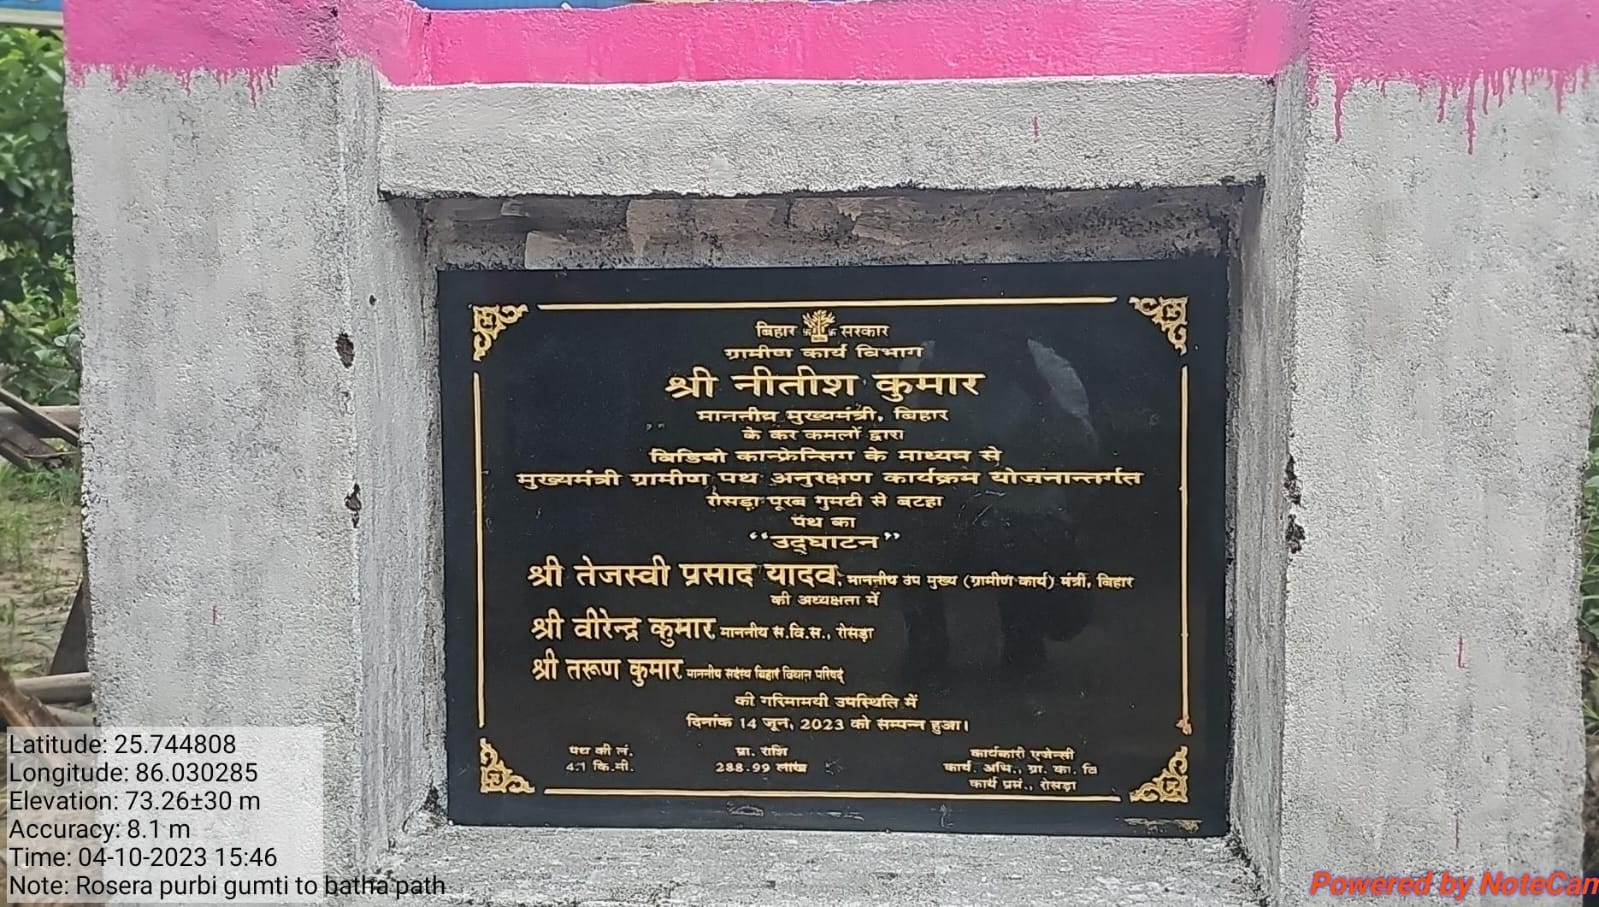 बिहार सरकार
ग्रामीण कार्य विभाग
श्री नीतीश कुमार
माननीय मुख्यमंत्री, बिहार
के कर कमलों द्वारा
विडियो कान्फ्रेन्सिग के माध्यम से
मुख्यमंत्री ग्रामीण पथ अनुरक्षण कार्यक्रम योजनान्तर्गत
रोसड़ा पूरब गुमटी से बटहा
पथ का
“उद्घाटन”
श्री तेजस्वी प्रसाद यादव, माननीय उप मुख्य (ग्रामीण कार्य) मंत्री, बिहार
की अध्यक्षता में
श्री वीरेन्द्र कुमार, माननीय स.वि.स., रोसड़ा
श्री तरूण कुमार, माननीय सदस्य बिहार विधान परिषद्
की गरिमामयी उपस्थिति में
दिनांक 14 जून, 2023 को सम्पन्न हुआ।
पथ की लं. प्रा. राशि कार्यकारी एजेन्सी
4.1 कि.मी. 288.99 लाख कार्य. अभि., ग्रा. का. वि
कार्य प्रमं., रोसड़ा
Latitude: 25.744808
Longitude: 86.030285
Elevation: 73.26±30 m
Accuracy: 8.1 m
Time: 04-10-2023 15:46
Note: Rosera purbi gumti to batha path
Powered by NoteCam